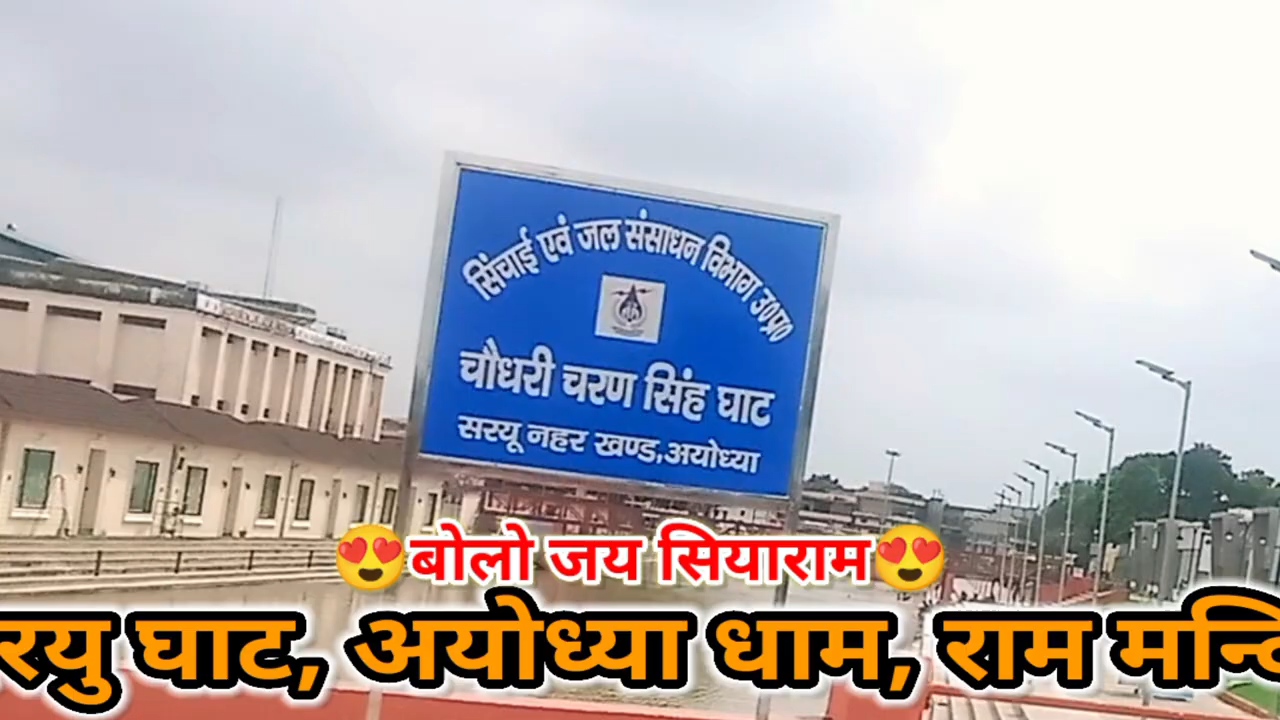 सिंचाई एवं जल संसाधन विभाग उ०प्र०
चौधरी चरण सिंह घाट
सरयू नहर खण्ड,अयोध्या
😍बोलो जय सियाराम😍
रयु घाट, अयोध्या धाम, राम मन्दि